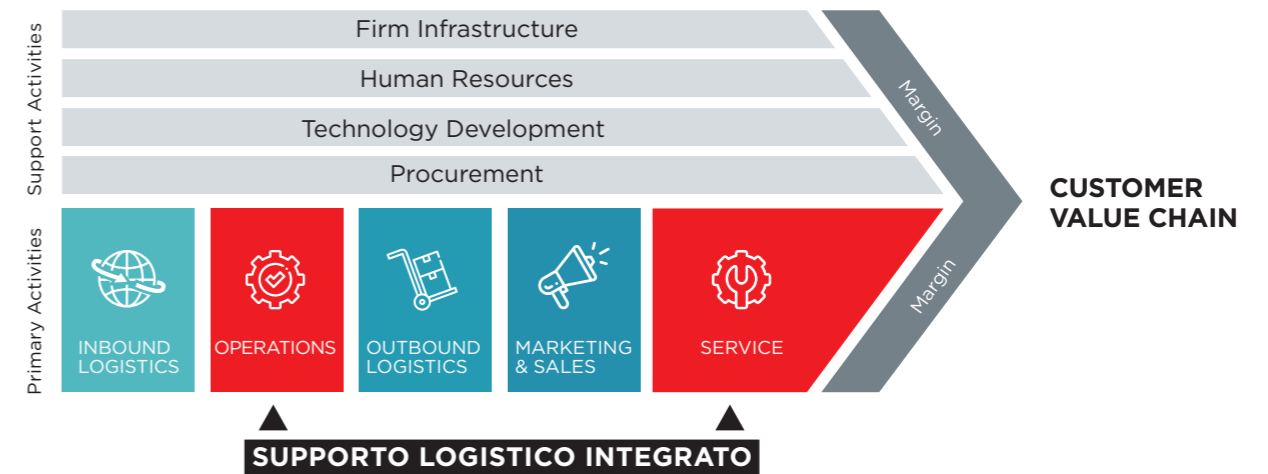 Support Activities
Firm Infrastructure
Human Resources
Technology Development
Procurement
Margin
Margin
CUSTOMER
VALUE CHAIN
Primary Activities
INBOUND
LOGISTICS
OPERATIONS
OUTBOUND
LOGISTICS
MARKETING
& SALES
SERVICE
SUPPORTO LOGISTICO INTEGRATO